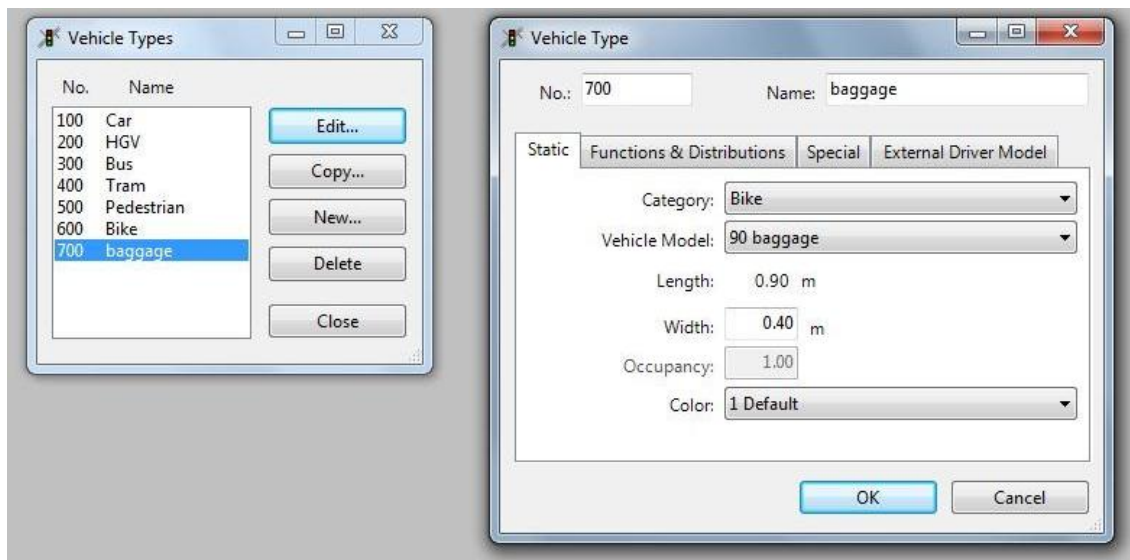 Vehicle Types
No. Name
100 Car
200 HGV
300 Bus
400 Tram
500 Pedestrian
600 Bike
700 baggage
Edit...
Copy...
New...
Delete
Close
Vehicle Type
No.: 700 Name: baggage
Static Functions & Distributions Special External Driver Model
Category: Bike
Vehicle Model: 90 baggage
Length: 0.90 m
Width: 0.40 m
Occupancy: 1.00
Color: 1 Default
OK Cancel